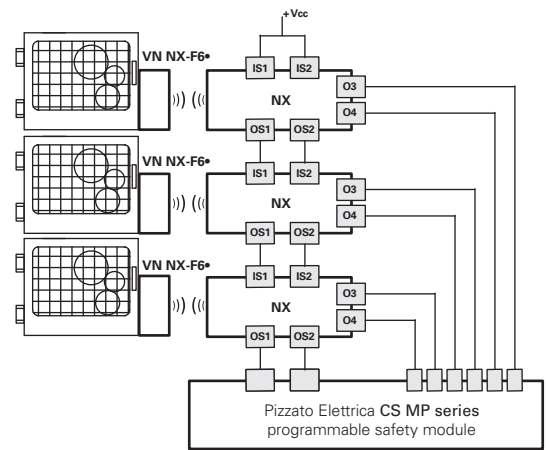 +Vcc
VN NX-F6•
IS1 IS2
O3
NX
O4
OS1 OS2
VN NX-F6•
IS1 IS2
O3
NX
O4
OS1 OS2
VN NX-F6•
IS1 IS2
O3
NX
O4
OS1 OS2
Pizzato Elettrica CS MP series
programmable safety module